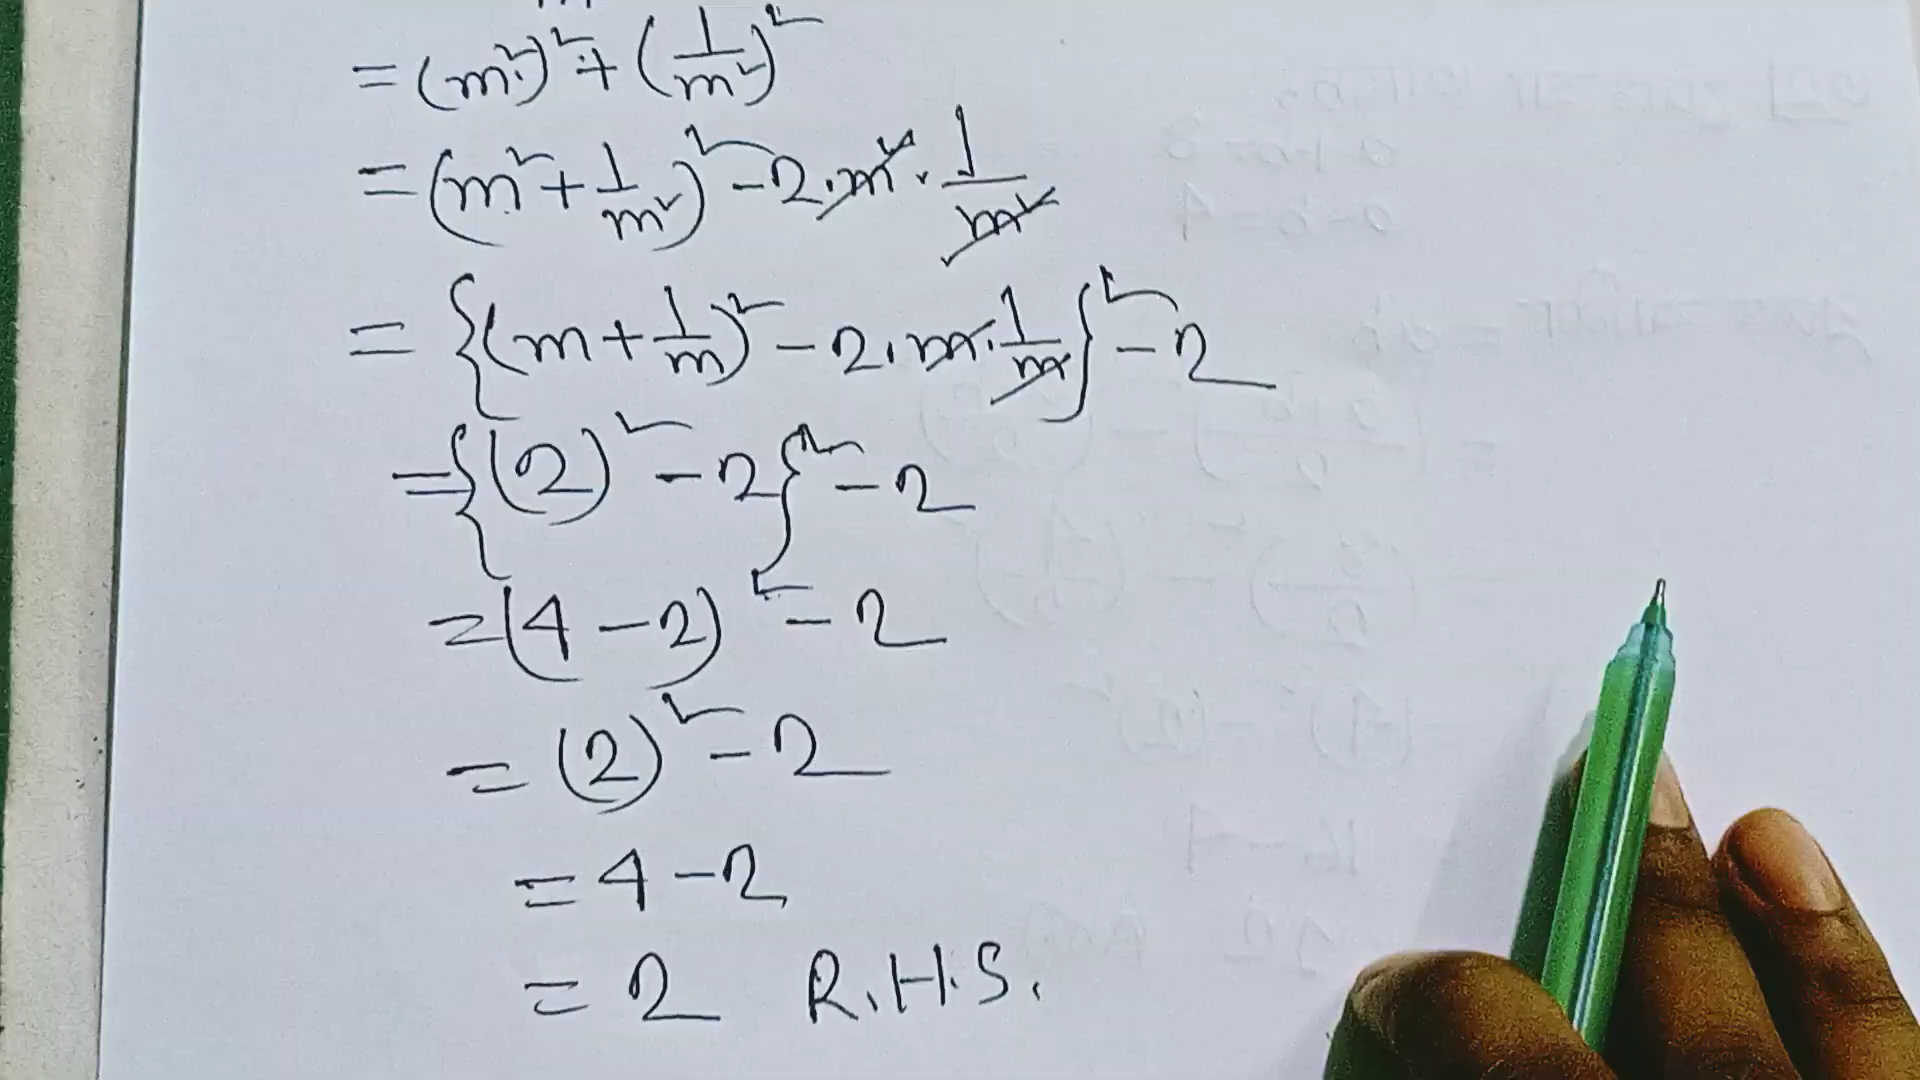 = (m²)² + (1/m²)²
= (m² + 1/m²)² - 2.m².1/m²
= {(m + 1/m)² - 2.m.1/m}² - 2
= {(2)² - 2}² - 2
= (4 - 2)² - 2
= (2)² - 2
= 4 - 2
= 2 R.H.S.